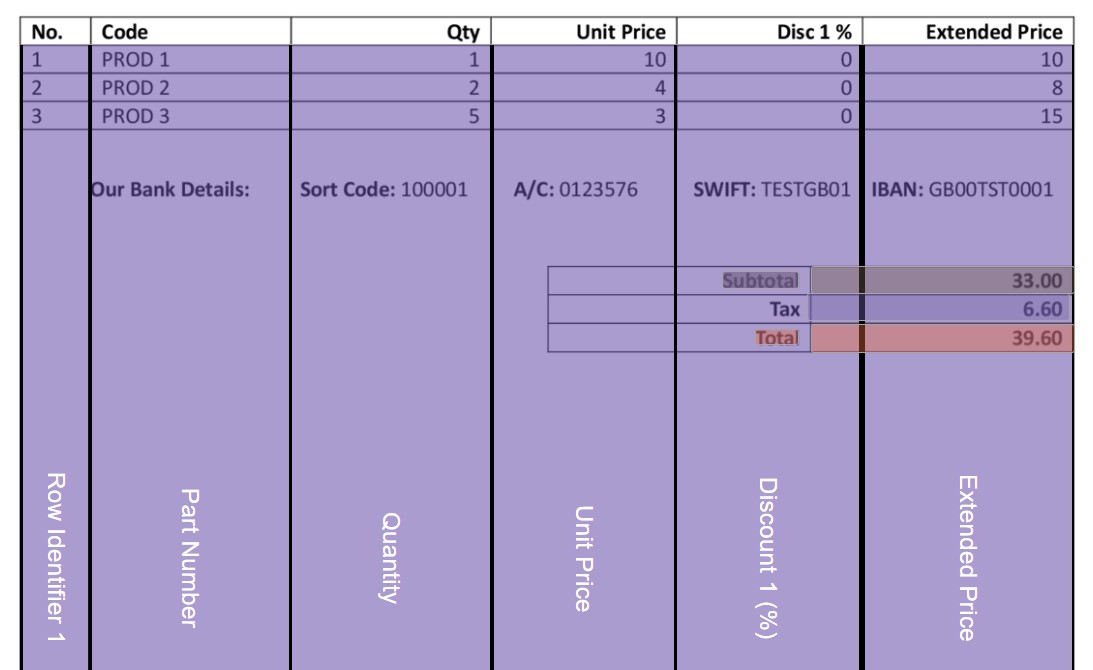 No. Code Qty Unit Price Disc 1 % Extended Price
1 PROD 1 1 10 0 10
2 PROD 2 2 4 0 8
3 PROD 3 5 3 0 15
Our Bank Details: Sort Code: 100001 A/C: 0123576 SWIFT: TESTGB01 IBAN: GB00TST0001
Subtotal 33.00
Tax 6.60
Total 39.60
Row Identifier 1
Part Number
Quantity
Unit Price
Discount 1 (%)
Extended Price